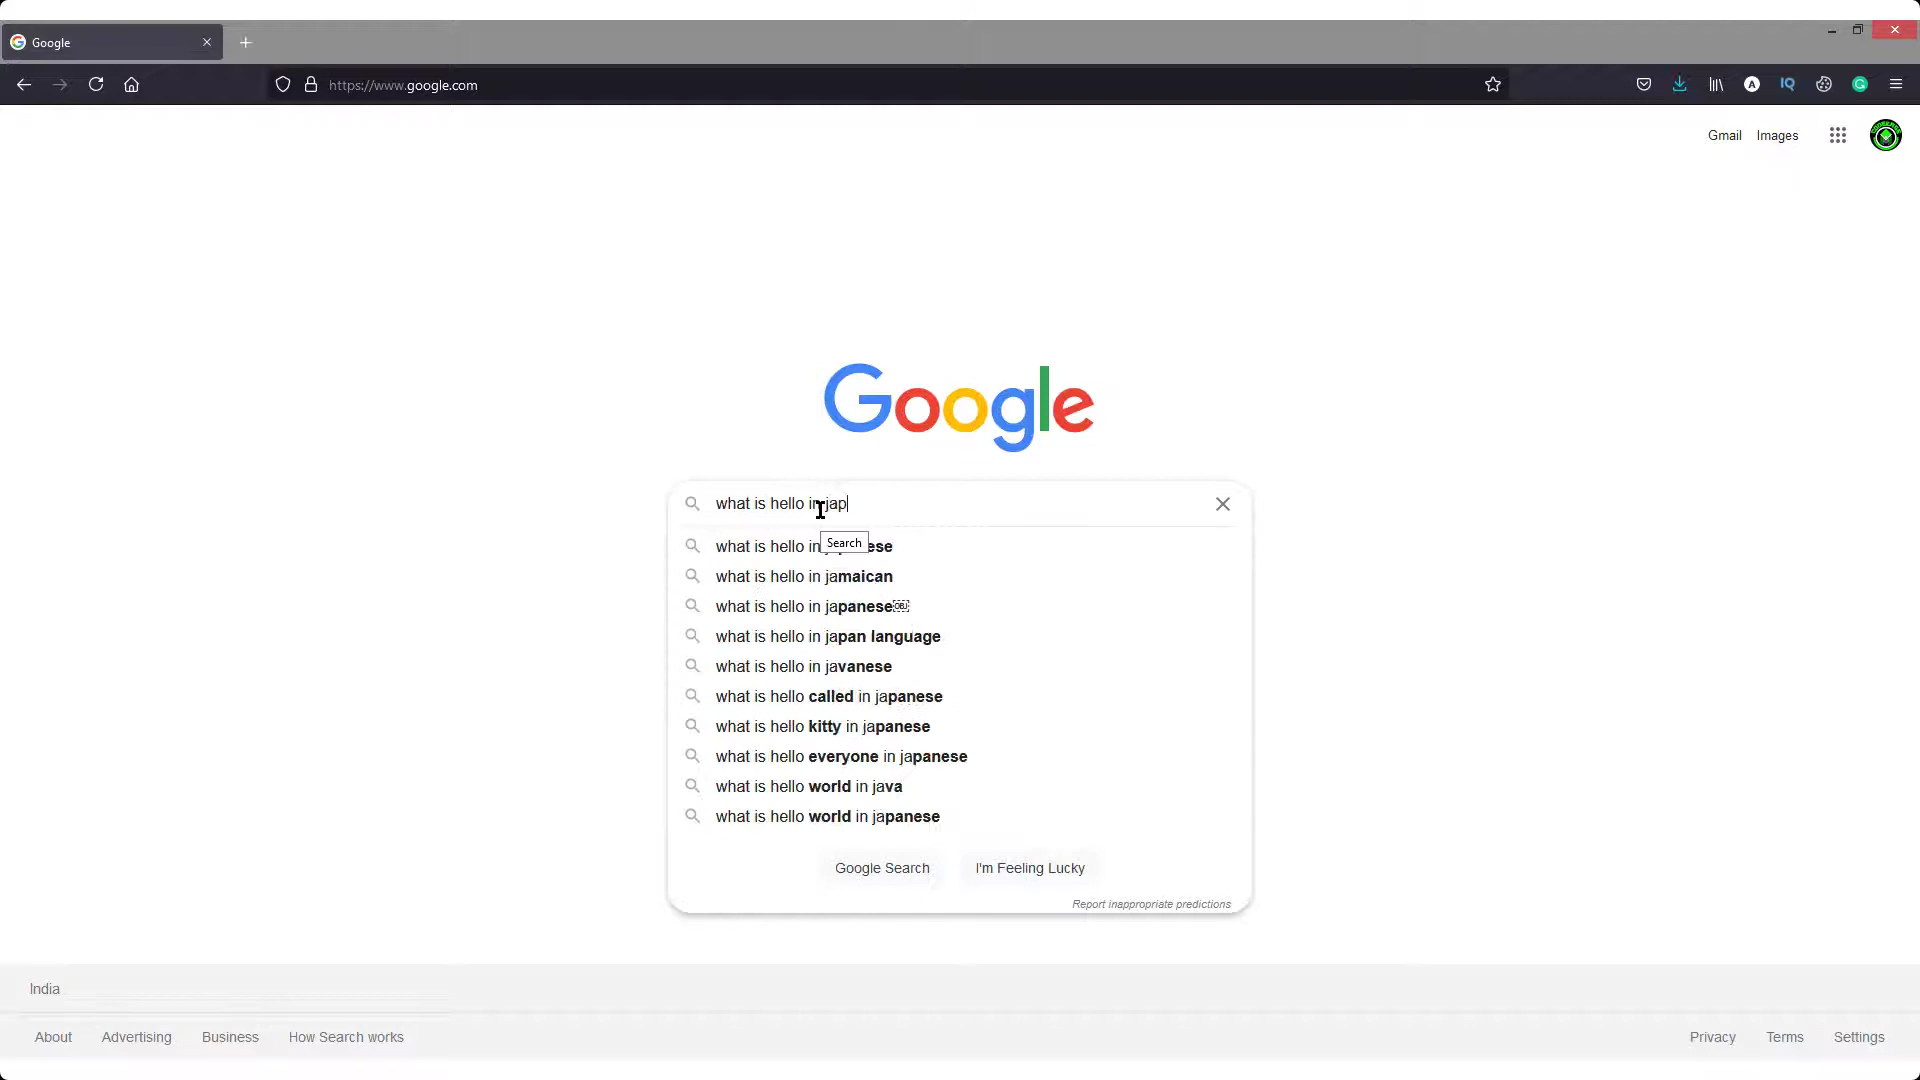 Google
https://www.google.com
IQ
Gmail Images
Google
what is hello in jap
Search
what is hello in ese
what is hello in jamaican
what is hello in japanese￼
what is hello in japan language
what is hello in javanese
what is hello called in japanese
what is hello kitty in japanese
what is hello everyone in japanese
what is hello world in java
what is hello world in japanese
Google Search I'm Feeling Lucky
Report inappropriate predictions
India
About Advertising Business How Search works Privacy Terms Settings